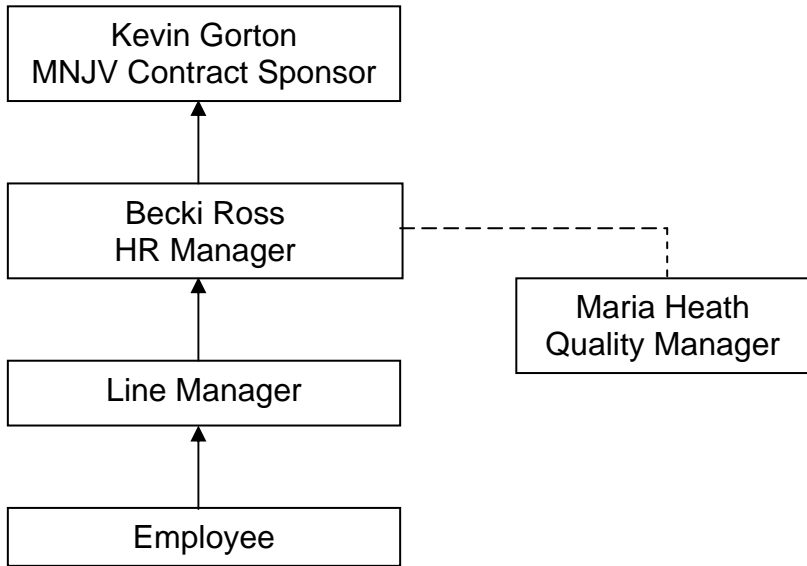 Kevin Gorton
MNJV Contract Sponsor
Becki Ross
HR Manager
Maria Heath
Quality Manager
Line Manager
Employee